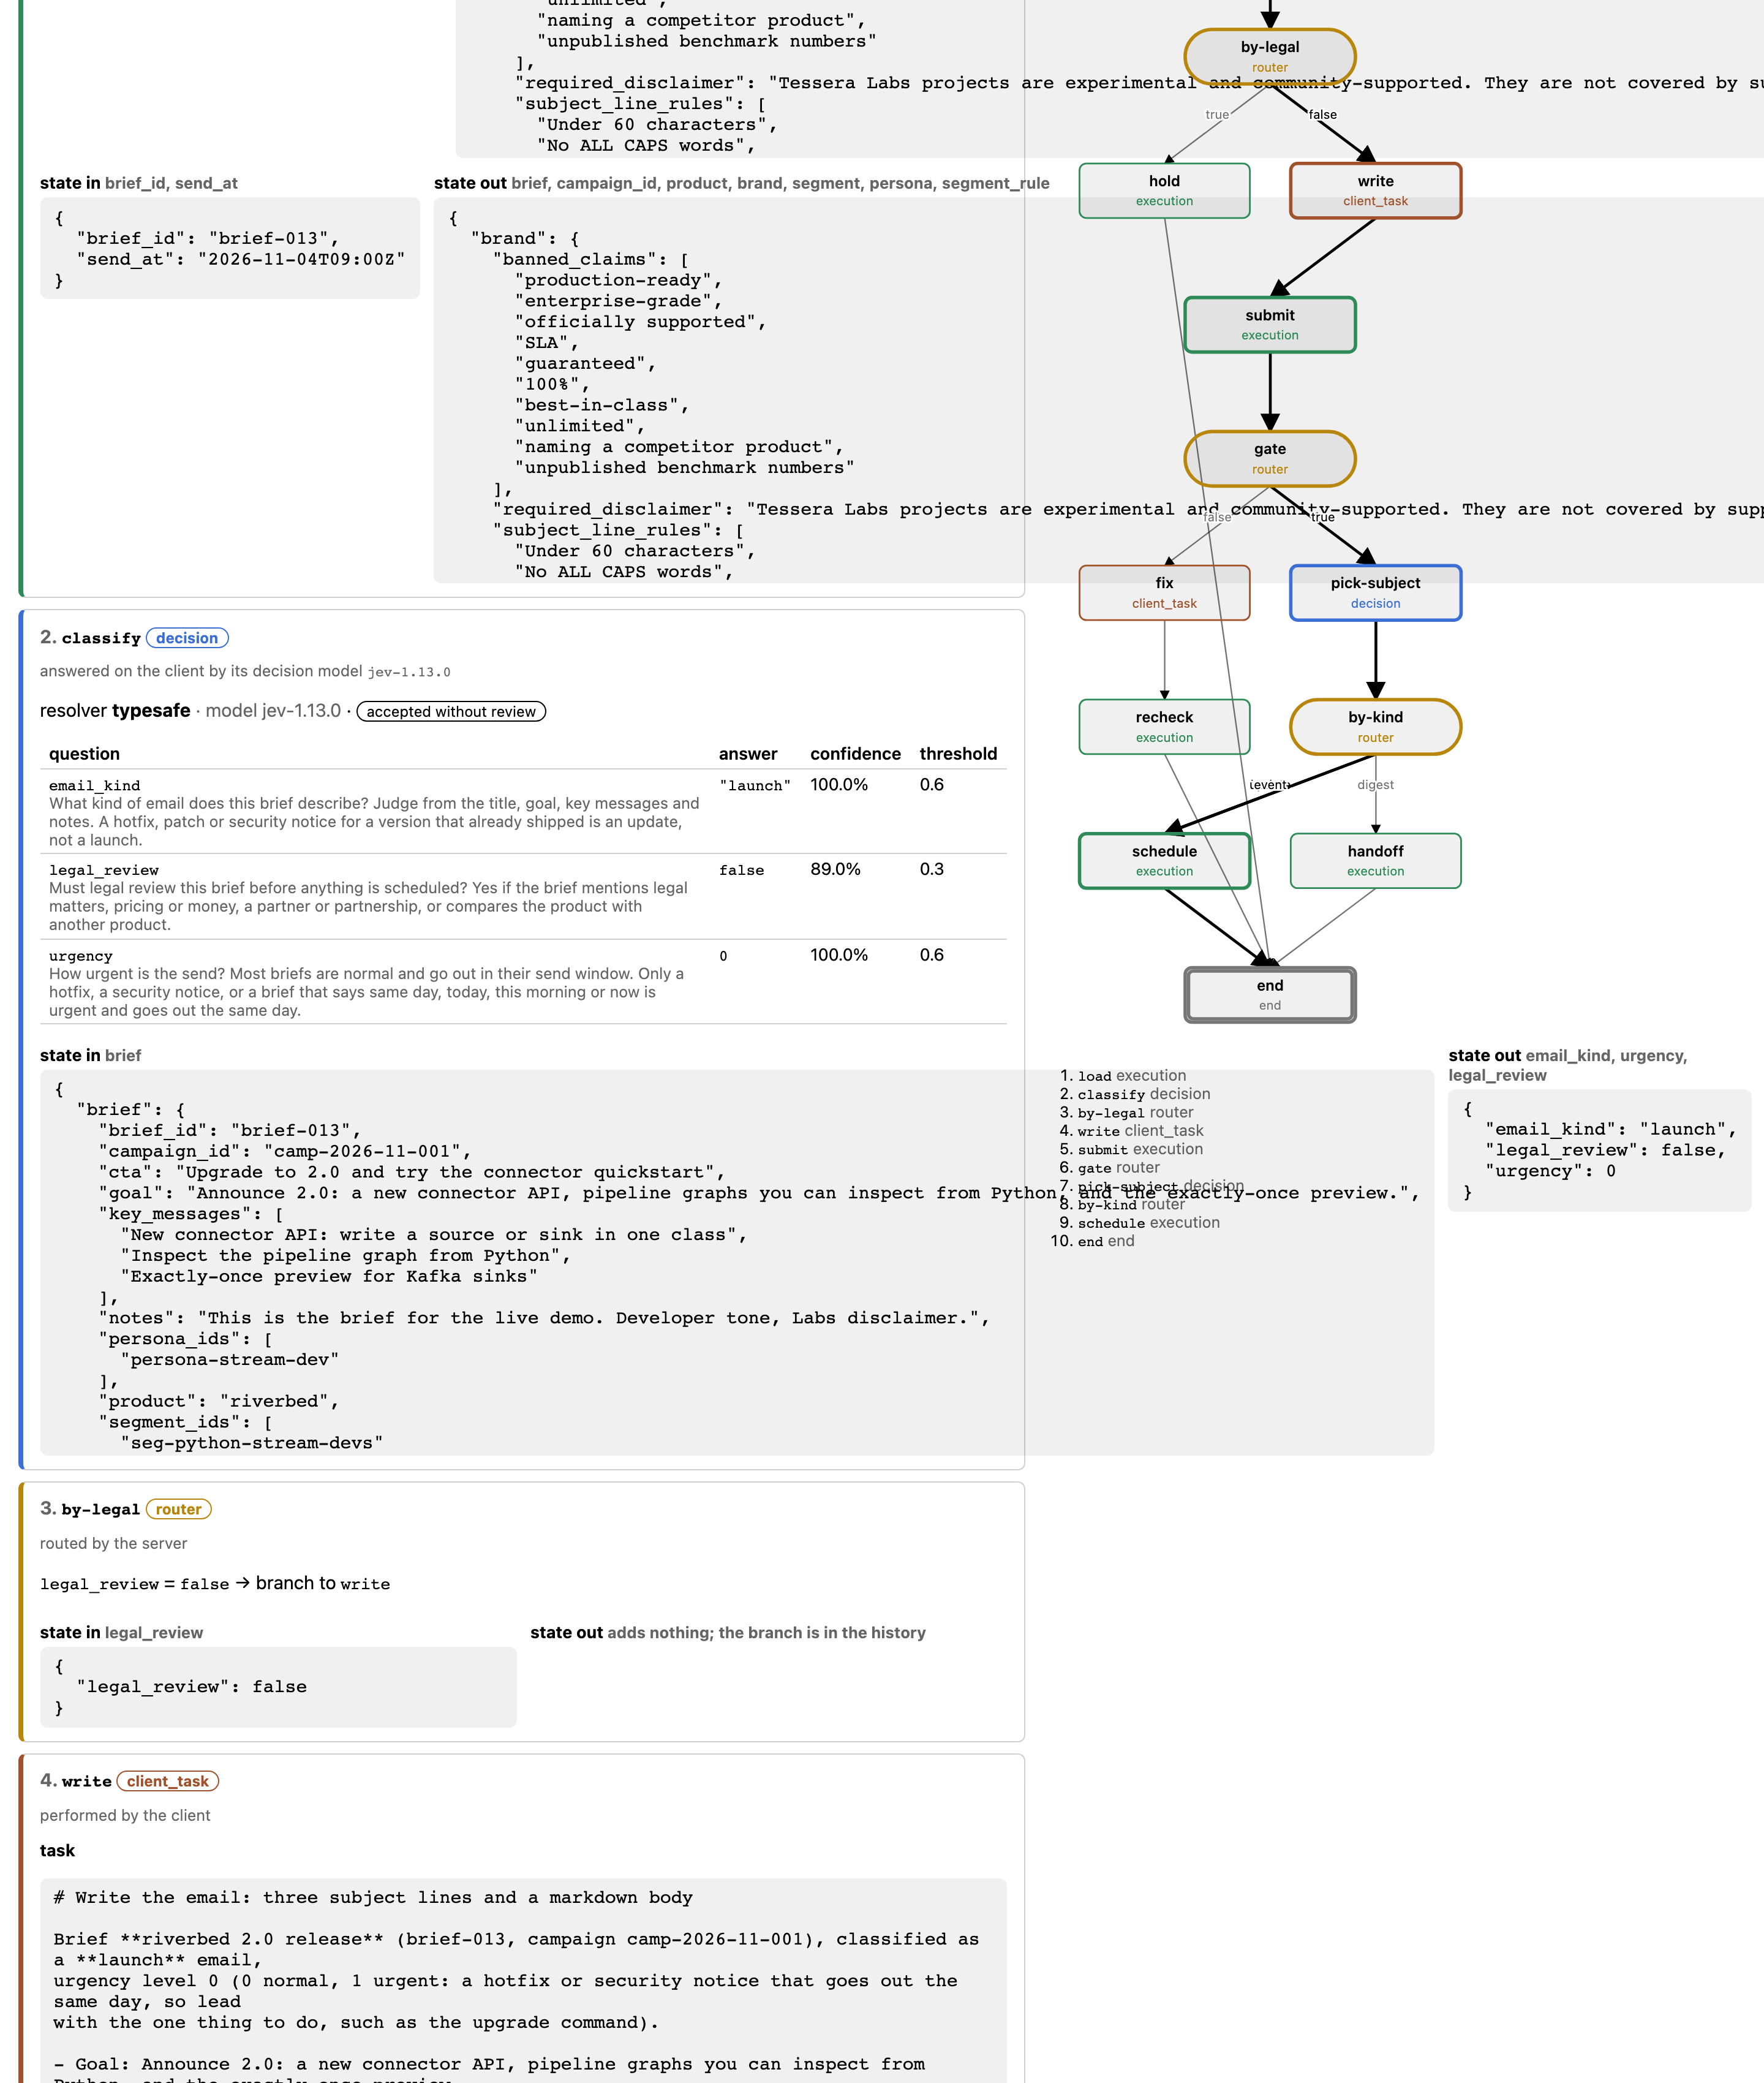 "unlimited",
"naming a competitor product",
"unpublished benchmark numbers"
],
"required_disclaimer": "Tessera Labs projects are experimental and community-supported. They are not covered by su
"subject_line_rules": [
"Under 60 characters",
"No ALL CAPS words",
state in brief_id, send_at
{
"brief_id": "brief-013",
"send_at": "2026-11-04T09:00Z"
}
state out brief, campaign_id, product, brand, segment, persona, segment_rule
{
"brand": {
"banned_claims": [
"production-ready",
"enterprise-grade",
"officially supported",
"SLA",
"guaranteed",
"100%",
"best-in-class",
"unlimited",
"naming a competitor product",
"unpublished benchmark numbers"
],
"required_disclaimer": "Tessera Labs projects are experimental and community-supported. They are not covered by supp
"subject_line_rules": [
"Under 60 characters",
"No ALL CAPS words",
2. classify decision
answered on the client by its decision model jev-1.13.0
resolver typesafe · model jev-1.13.0 · accepted without review
question answer confidence threshold
email_kind "launch" 100.0% 0.6
What kind of email does this brief describe? Judge from the title, goal, key messages and
notes. A hotfix, patch or security notice for a version that already shipped is an update,
not a launch.
legal_review false 89.0% 0.3
Must legal review this brief before anything is scheduled? Yes if the brief mentions legal
matters, pricing or money, a partner or partnership, or compares the product with
another product.
urgency 0 100.0% 0.6
How urgent is the send? Most briefs are normal and go out in their send window. Only a
hotfix, a security notice, or a brief that says same day, today, this morning or now is
urgent and goes out the same day.
state in brief
{
"brief": {
"brief_id": "brief-013",
"campaign_id": "camp-2026-11-001",
"cta": "Upgrade to 2.0 and try the connector quickstart",
"goal": "Announce 2.0: a new connector API, pipeline graphs you can inspect from Python, and the exactly-once preview.",
"key_messages": [
"New connector API: write a source or sink in one class",
"Inspect the pipeline graph from Python",
"Exactly-once preview for Kafka sinks"
],
"notes": "This is the brief for the live demo. Developer tone, Labs disclaimer.",
"persona_ids": [
"persona-stream-dev"
],
"product": "riverbed",
"segment_ids": [
"seg-python-stream-devs"
state out email_kind, urgency,
legal_review
{
"email_kind": "launch",
"legal_review": false,
"urgency": 0
}
3. by-legal router
routed by the server
legal_review = false → branch to write
state in legal_review
{
"legal_review": false
}
state out adds nothing; the branch is in the history
4. write client_task
performed by the client
task
# Write the email: three subject lines and a markdown body
Brief **riverbed 2.0 release** (brief-013, campaign camp-2026-11-001), classified as
a **launch** email,
urgency level 0 (0 normal, 1 urgent: a hotfix or security notice that goes out the
same day, so lead
with the one thing to do, such as the upgrade command).
- Goal: Announce 2.0: a new connector API, pipeline graphs you can inspect from
by-legal
router
true
false
hold
execution
write
client_task
submit
execution
gate
router
false
true
fix
client_task
pick-subject
decision
recheck
execution
by-kind
router
(event)
digest
schedule
execution
handoff
execution
end
end
1. load execution
2. classify decision
3. by-legal router
4. write client_task
5. submit execution
6. gate router
7. pick-subject decision
8. by-kind router
9. schedule execution
10. end end